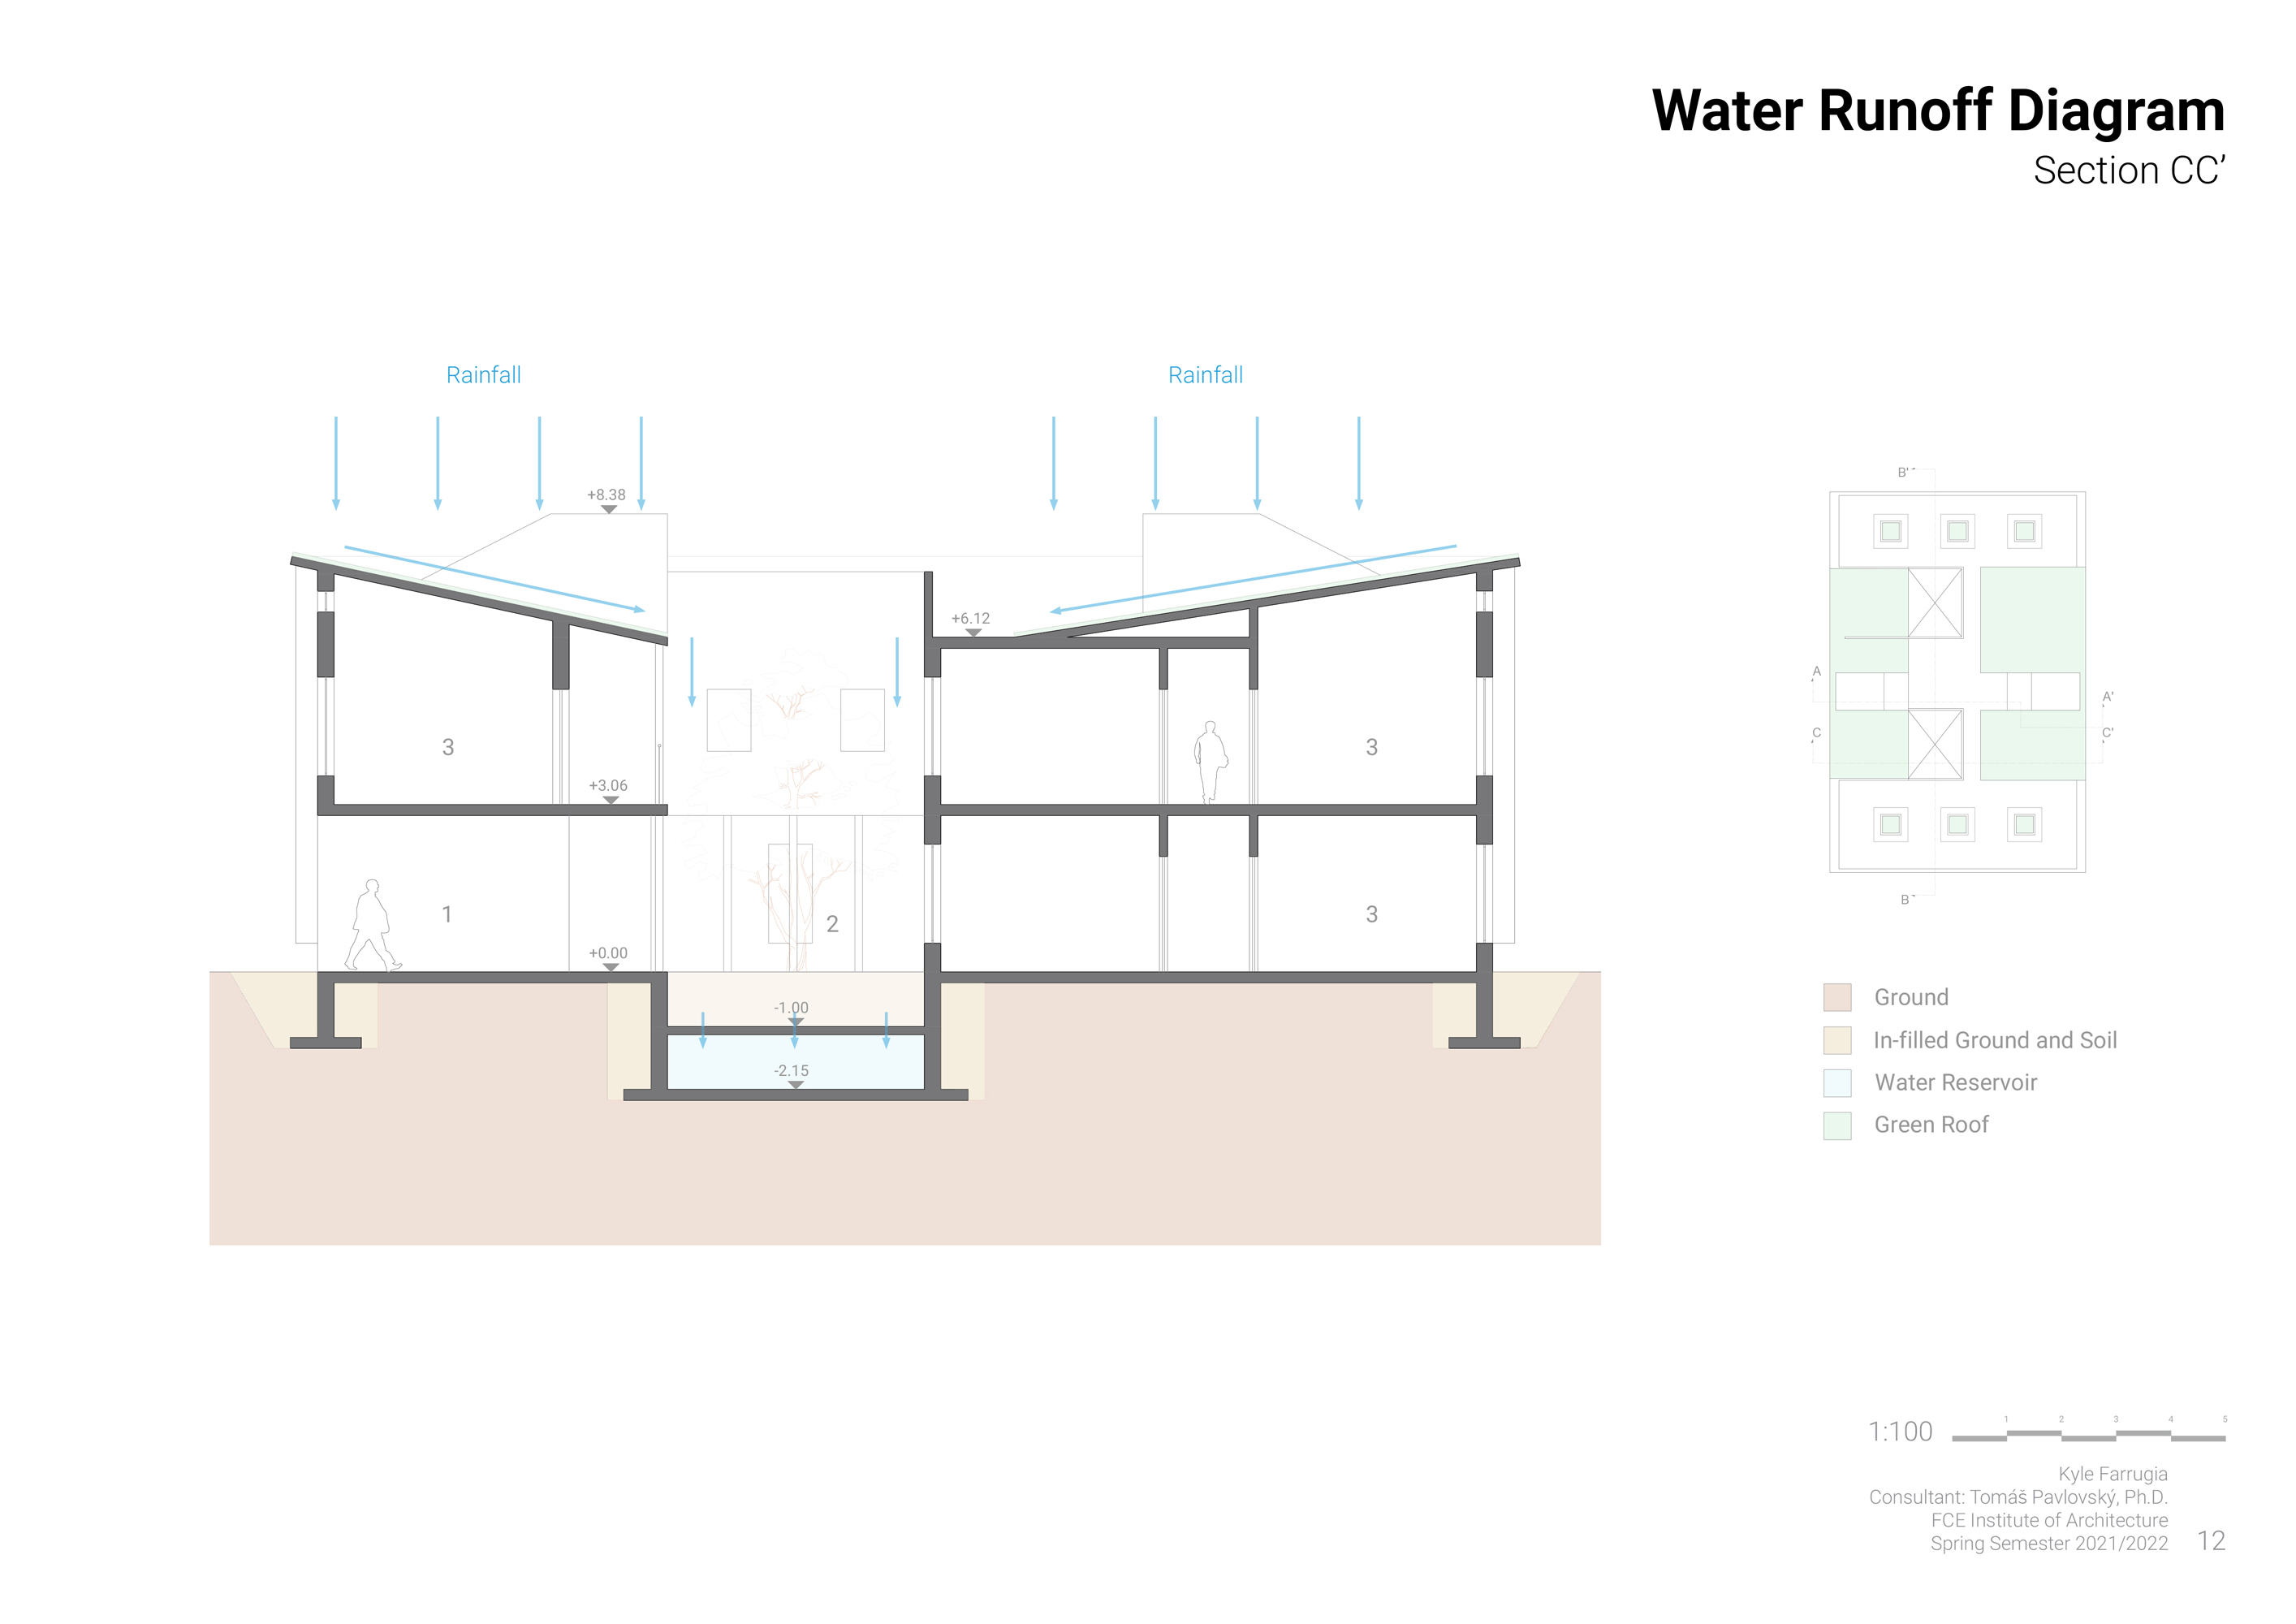 Water Runoff Diagram
Section CC’
Rainfall
Rainfall
+8.38
+6.12
3
3
+3.06
1
2
3
+0.00
-1.00
-2.15
B'
A
A'
C
C'
B
Ground
In-filled Ground and Soil
Water Reservoir
Green Roof
1:100
1 2 3 4 5
Kyle Farrugia
Consultant: Tomáš Pavlovský, Ph.D.
FCE Institute of Architecture
Spring Semester 2021/2022
12